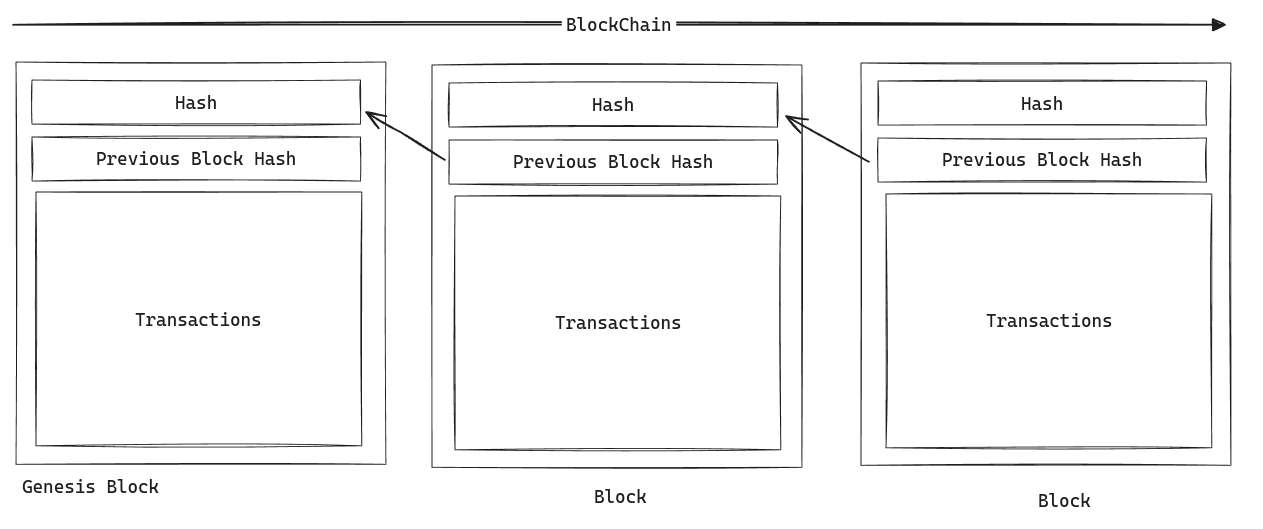 BlockChain
Hash
Previous Block Hash
Transactions
Genesis Block
Hash
Previous Block Hash
Transactions
Block
Hash
Previous Block Hash
Transactions
Block